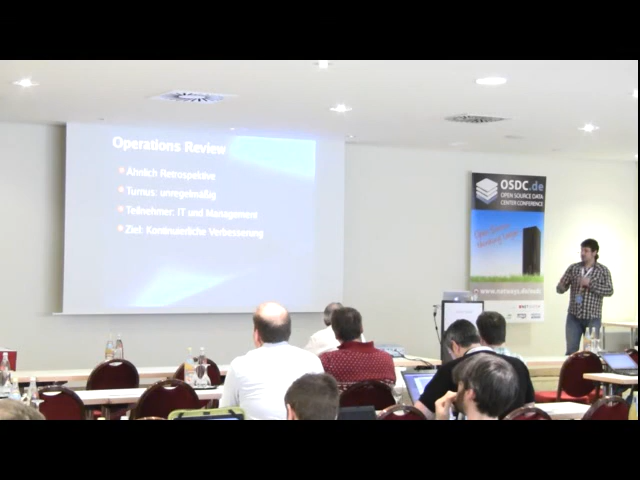 Operations Review
Ähnlich Retrospektive
Turnus: unregelmäßig
Teilnehmer: IT und Management
Ziel: Kontinuierliche Verbesserung
OSDC.de
OPEN SOURCE DATA
CENTER CONFERENCE